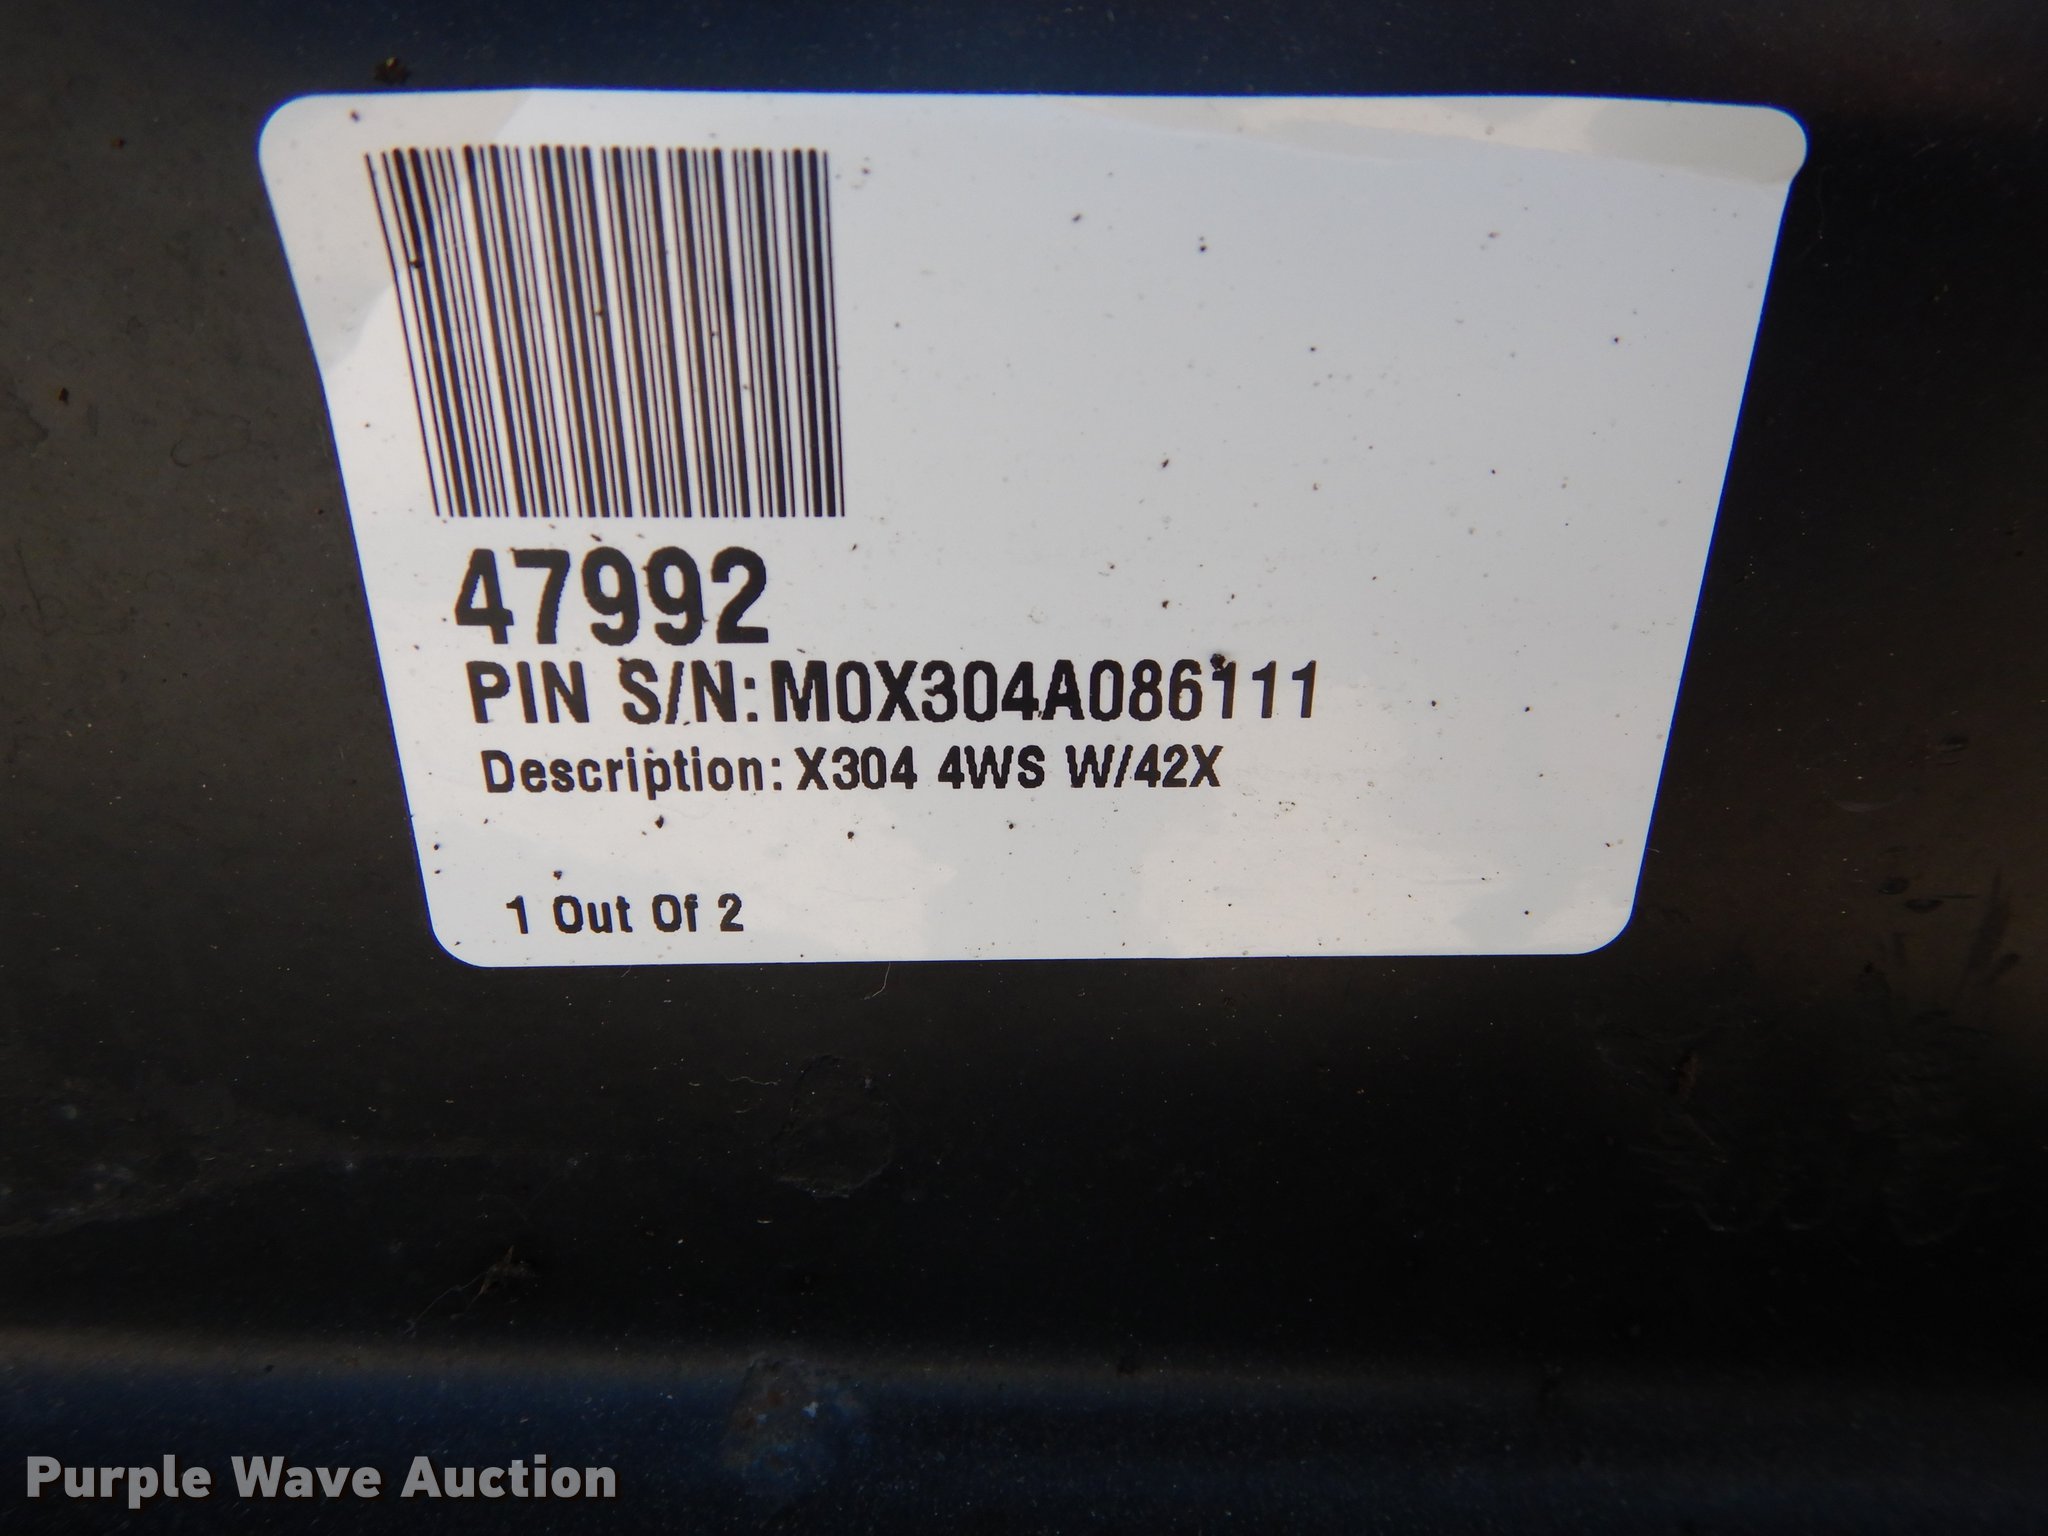 47992
PIN S/N: M0X304A086111
Description: X304 4WS W/42X
1 Out Of 2
Purple Wave Auction